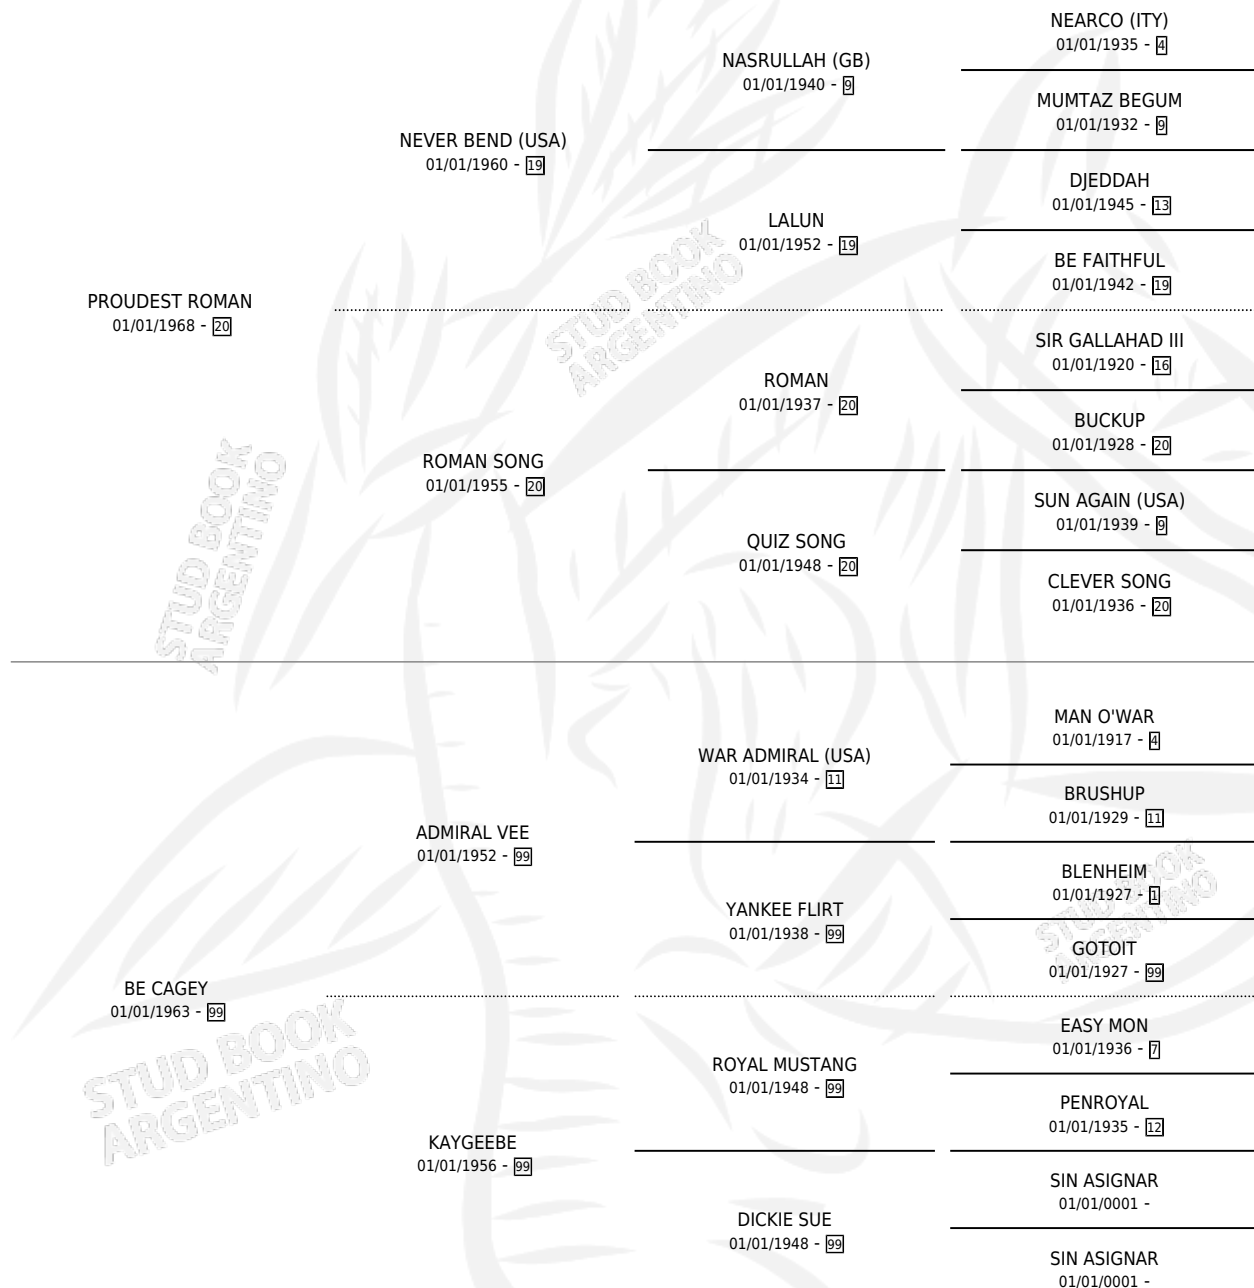 NEARCO (ITY)
01/01/1935 - 4
NASRULLAH (GB)
01/01/1940 - 9
MUMTAZ BEGUM
01/01/1932 - 9
NEVER BEND (USA)
01/01/1960 - 19
DJEDDAH
01/01/1945 - 13
LALUN
01/01/1952 - 19
BE FAITHFUL
01/01/1942 - 19
PROUDEST ROMAN
01/01/1968 - 20
STUD BOOK
ARGENTINO
SIR GALLAHAD III
01/01/1920 - 16
ROMAN
01/01/1937 - 20
BUCKUP
01/01/1928 - 20
ROMAN SONG
01/01/1955 - 20
SUN AGAIN (USA)
01/01/1939 - 9
QUIZ SONG
01/01/1948 - 20
CLEVER SONG
01/01/1936 - 20
STUD BOOK
ARGENTINO
MAN O'WAR
01/01/1917 - 4
WAR ADMIRAL (USA)
01/01/1934 - 11
BRUSHUP
01/01/1929 - 11
ADMIRAL VEE
01/01/1952 - 99
BLENHEIM
01/01/1927 - 1
YANKEE FLIRT
01/01/1938 - 99
STUD BOOK
ARGENTINO
GOTOIT
01/01/1927 - 99
BE CAGEY
01/01/1963 - 99
EASY MON
01/01/1936 - 7
ROYAL MUSTANG
01/01/1948 - 99
STUD BOOK
ARGENTINO
PENROYAL
01/01/1935 - 12
KAYGEEBE
01/01/1956 - 99
SIN ASIGNAR
01/01/0001 -
DICKIE SUE
01/01/1948 - 99
SIN ASIGNAR
01/01/0001 -